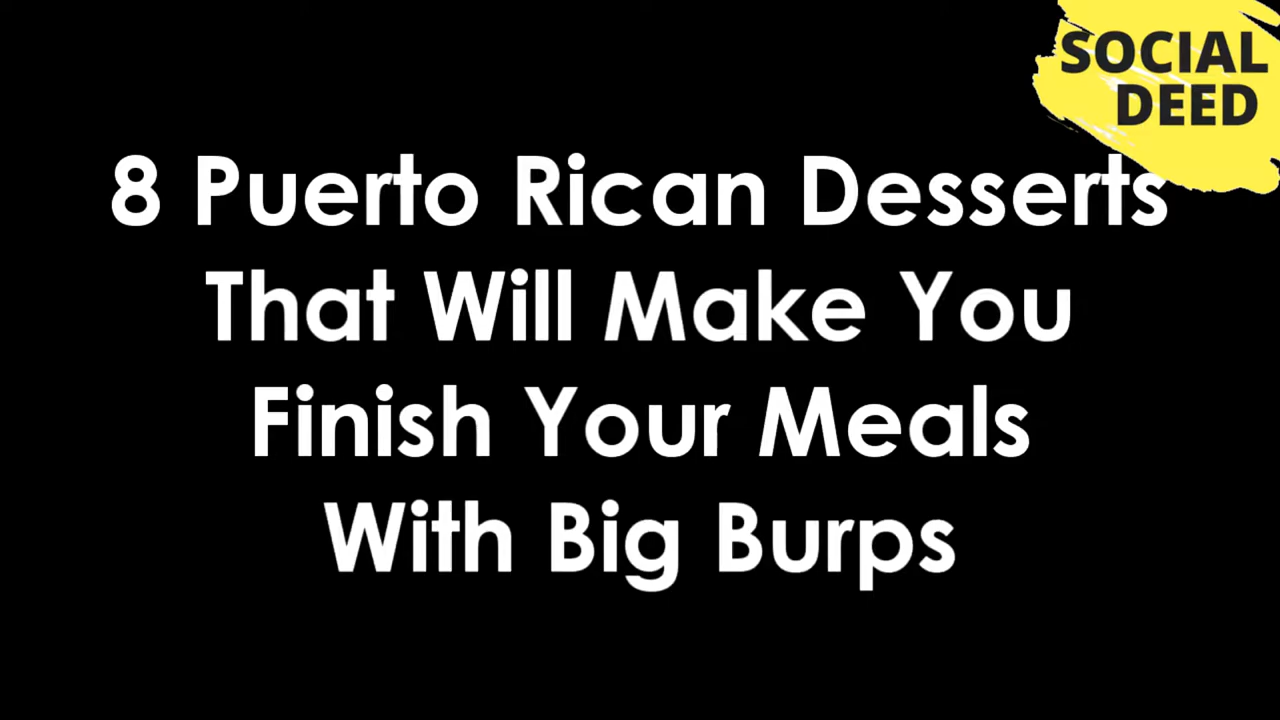 SOCIAL
DEED
8 Puerto Rican Desserts
That Will Make You
Finish Your Meals
With Big Burps